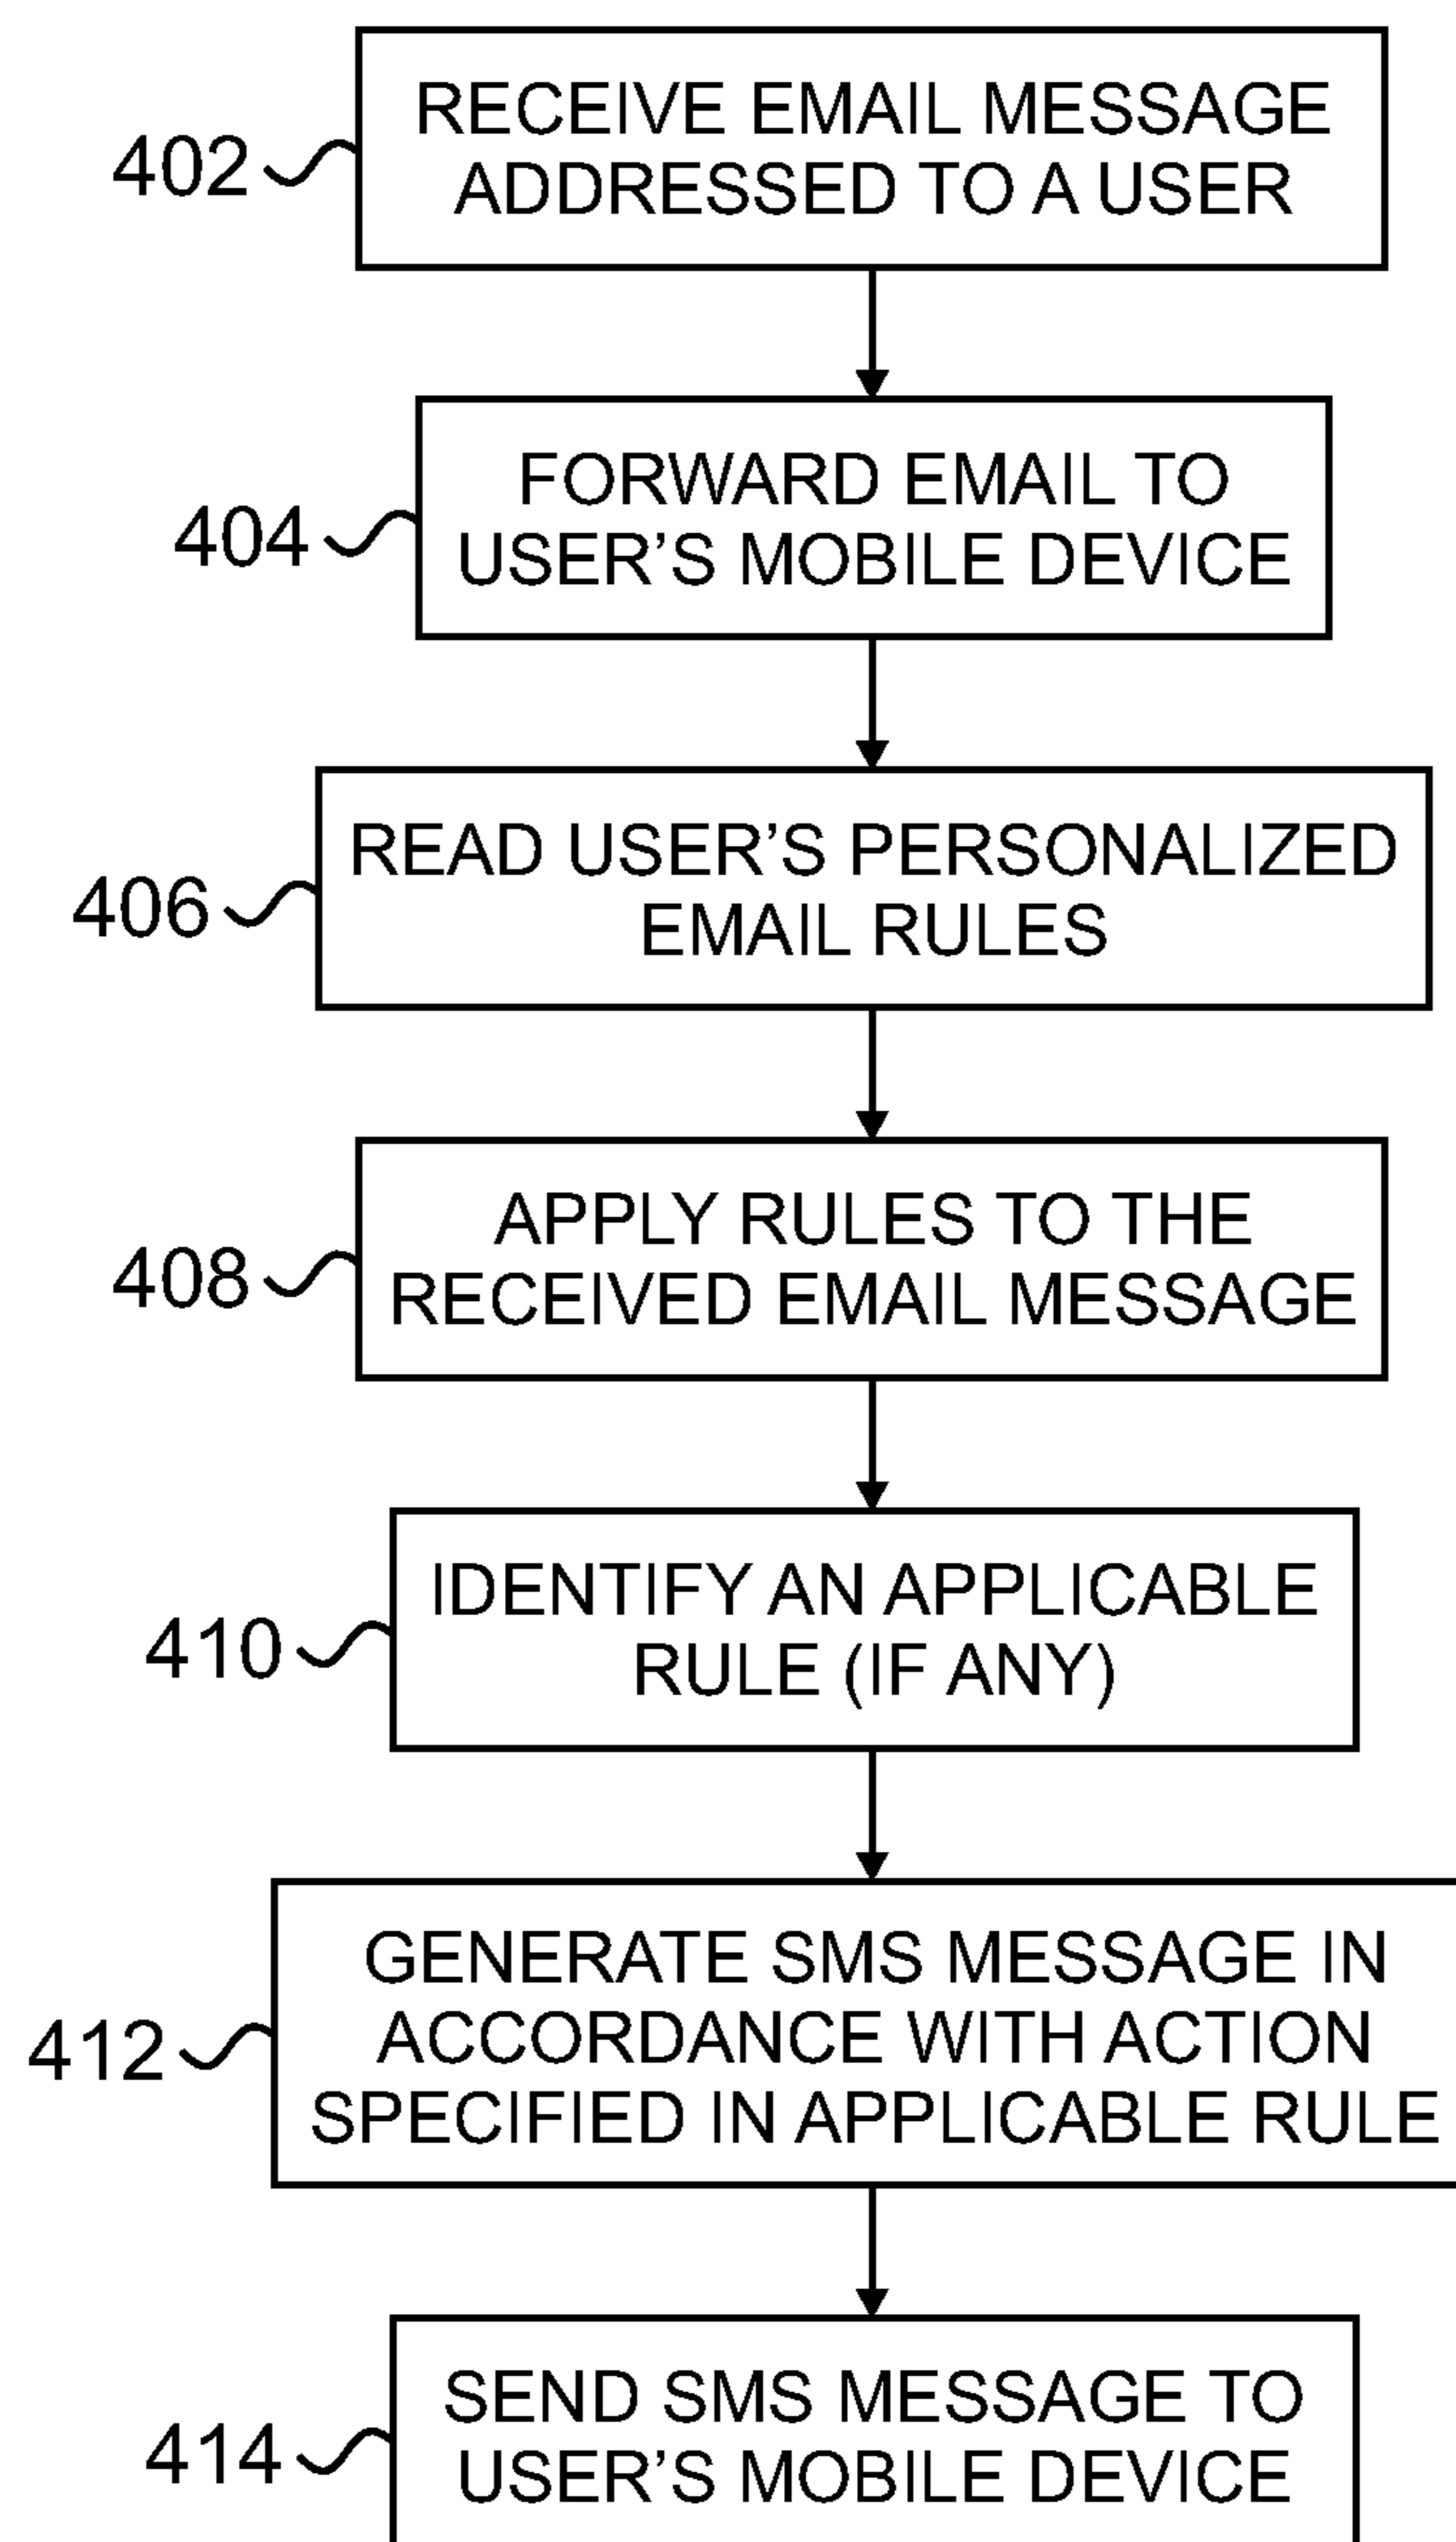 RECEIVE EMAIL MESSAGE
ADDRESSED TO A USER
402
FORWARD EMAIL TO
USER’S MOBILE DEVICE
404
READ USER’S PERSONALIZED
EMAIL RULES
406
APPLY RULES TO THE
RECEIVED EMAIL MESSAGE
408
IDENTIFY AN APPLICABLE
RULE (IF ANY)
410
GENERATE SMS MESSAGE IN
ACCORDANCE WITH ACTION
SPECIFIED IN APPLICABLE RULE
412
SEND SMS MESSAGE TO
USER’S MOBILE DEVICE
414